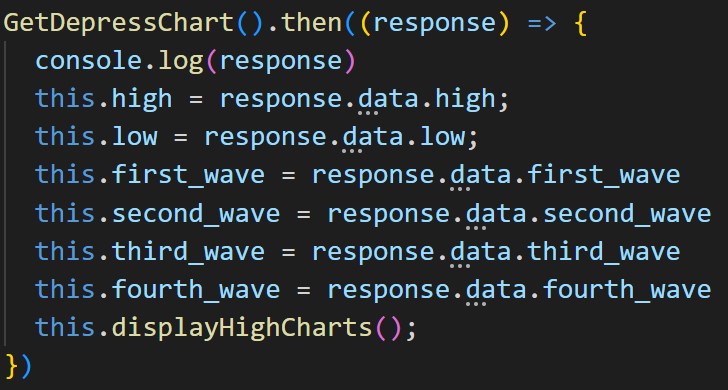 GetDepressChart().then((response) => {
  console.log(response)
  this.high = response.data.high;
  this.low = response.data.low;
  this.first_wave = response.data.first_wave
  this.second_wave = response.data.second_wave
  this.third_wave = response.data.third_wave
  this.fourth_wave = response.data.fourth_wave
  this.displayHighCharts();
})